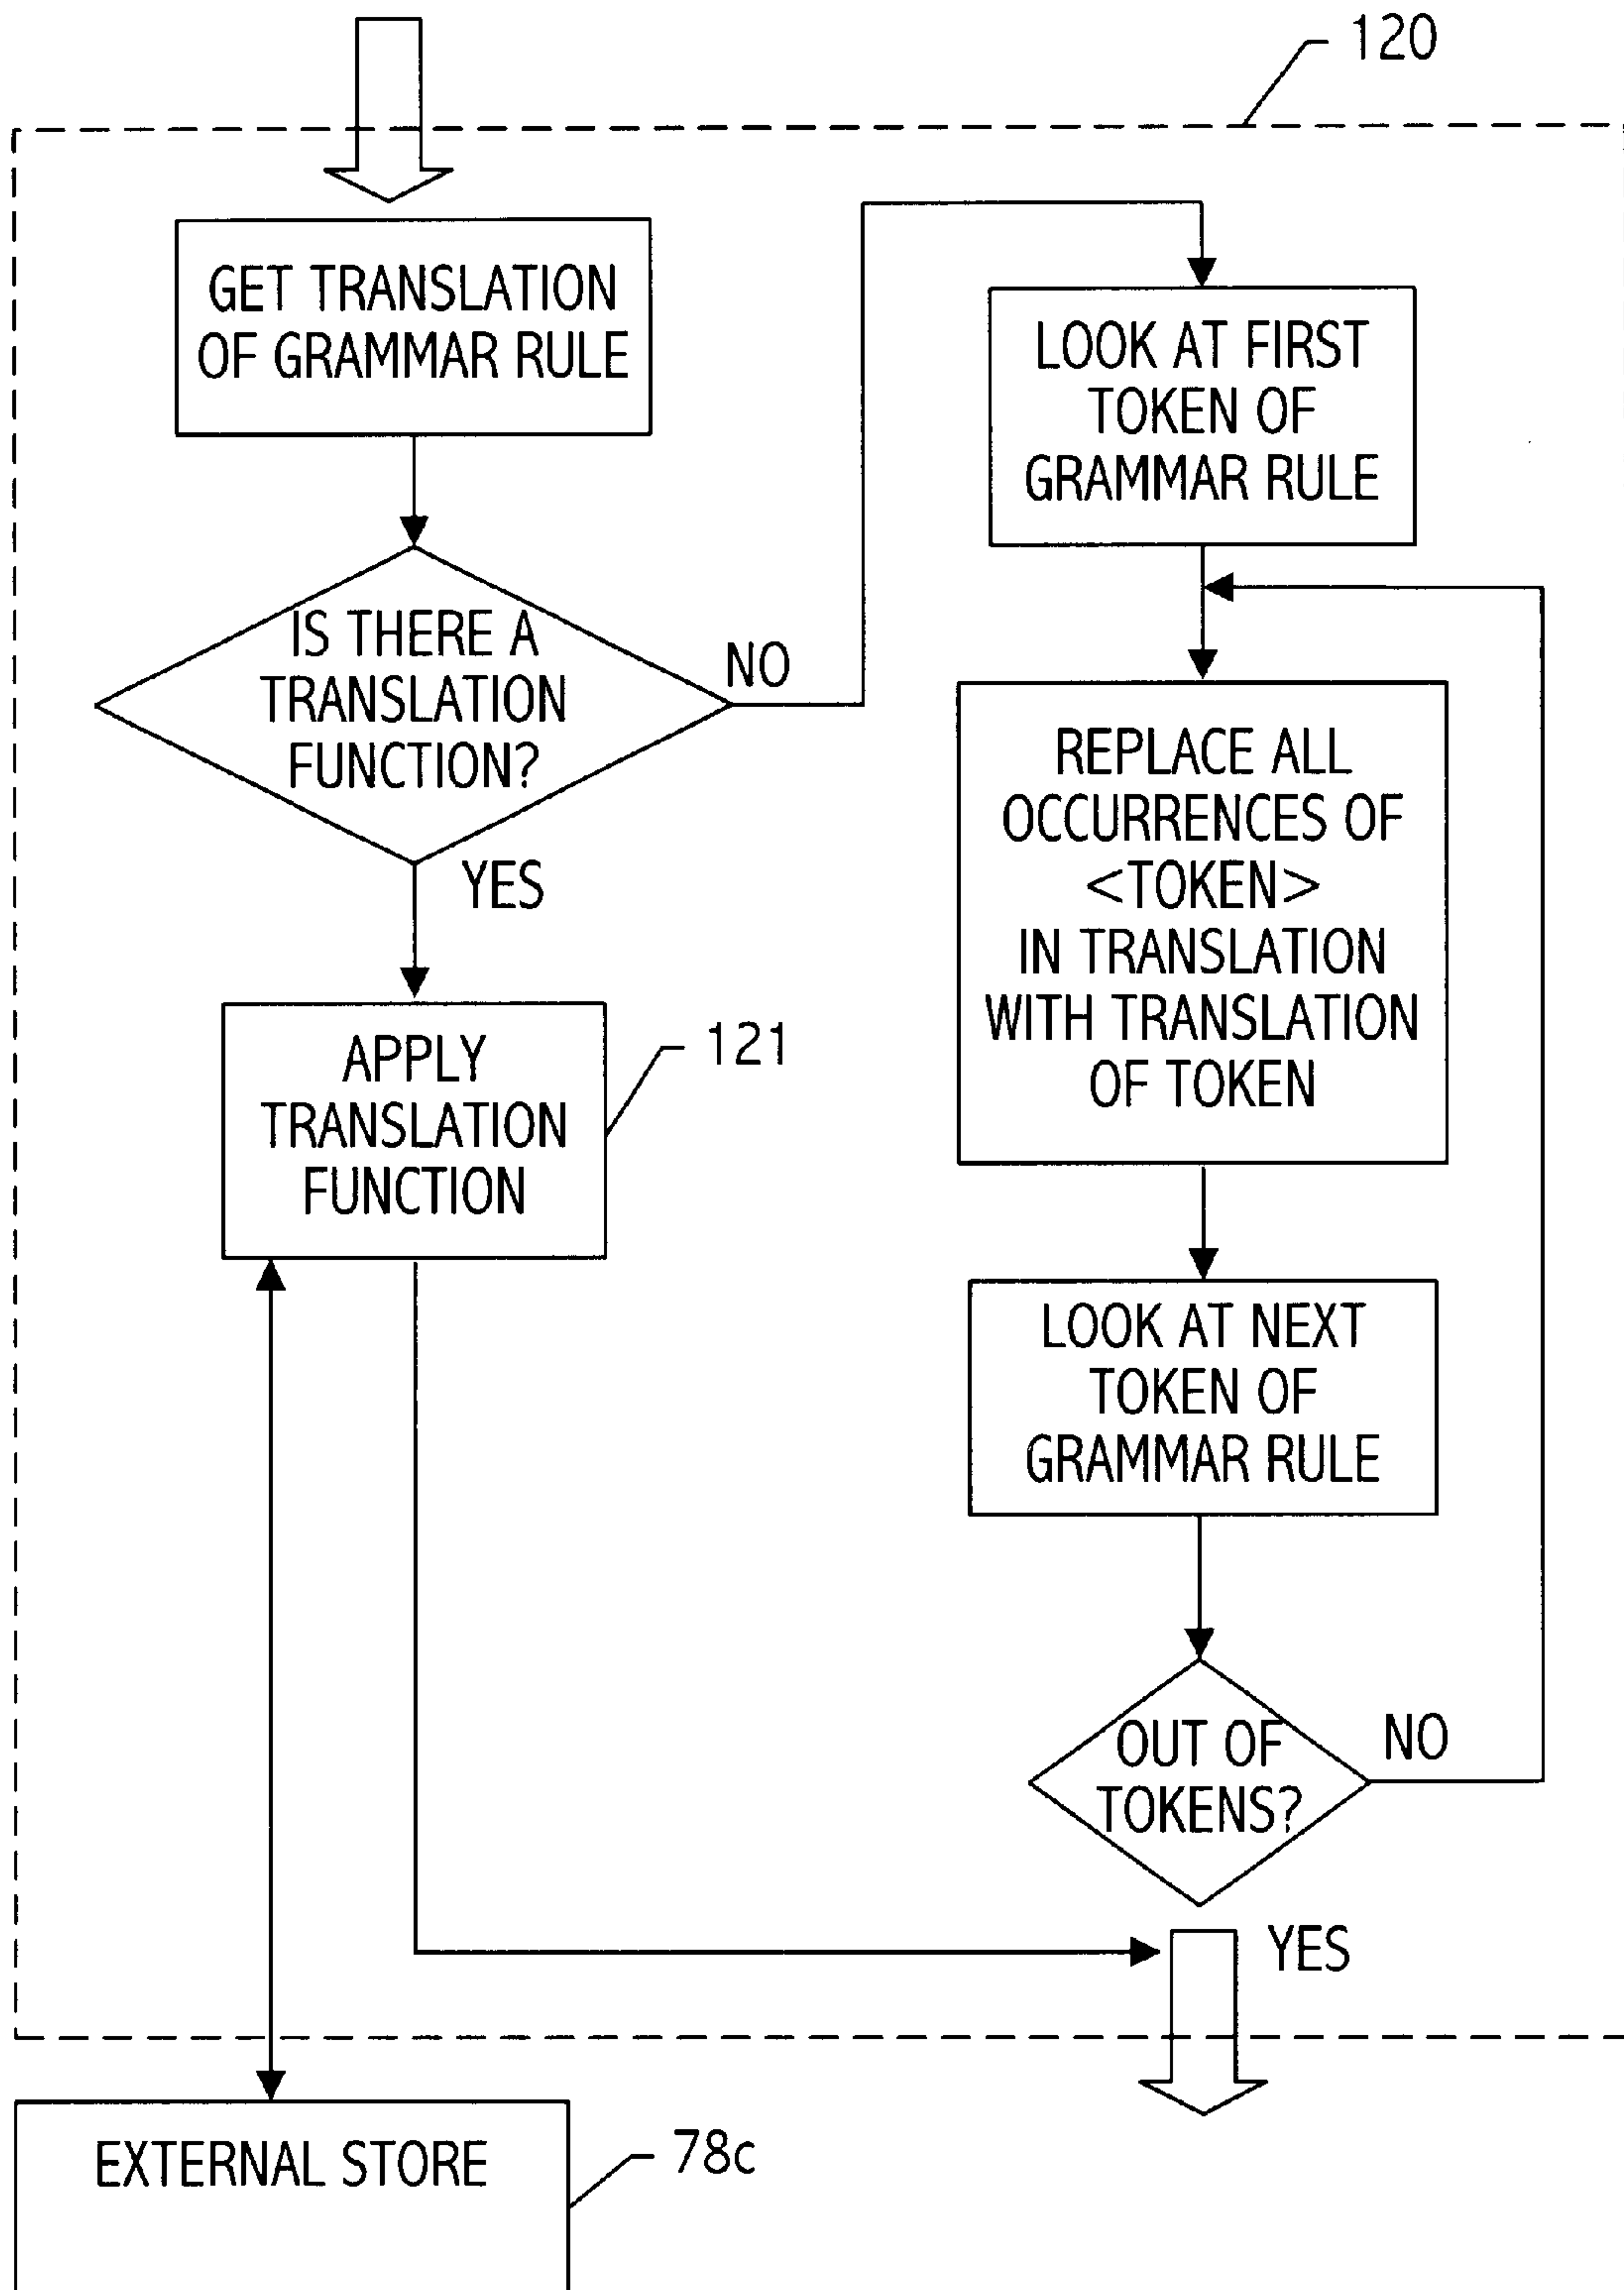 120
GET TRANSLATION
OF GRAMMAR RULE
IS THERE A
TRANSLATION
FUNCTION?
NO
YES
APPLY
TRANSLATION
FUNCTION
121
LOOK AT FIRST
TOKEN OF
GRAMMAR RULE
REPLACE ALL
OCCURRENCES OF
<TOKEN>
IN TRANSLATION
WITH TRANSLATION
OF TOKEN
LOOK AT NEXT
TOKEN OF
GRAMMAR RULE
OUT OF
TOKENS?
NO
YES
EXTERNAL STORE
78c